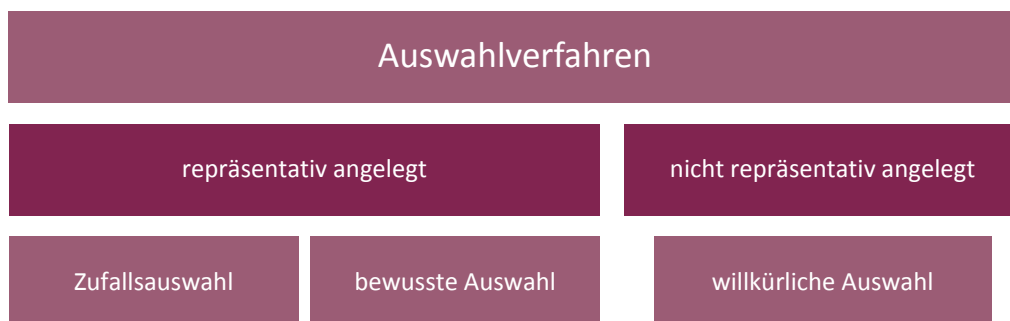 Auswahlverfahren
repräsentativ angelegt
nicht repräsentativ angelegt
Zufallsauswahl
bewusste Auswahl
willkürliche Auswahl